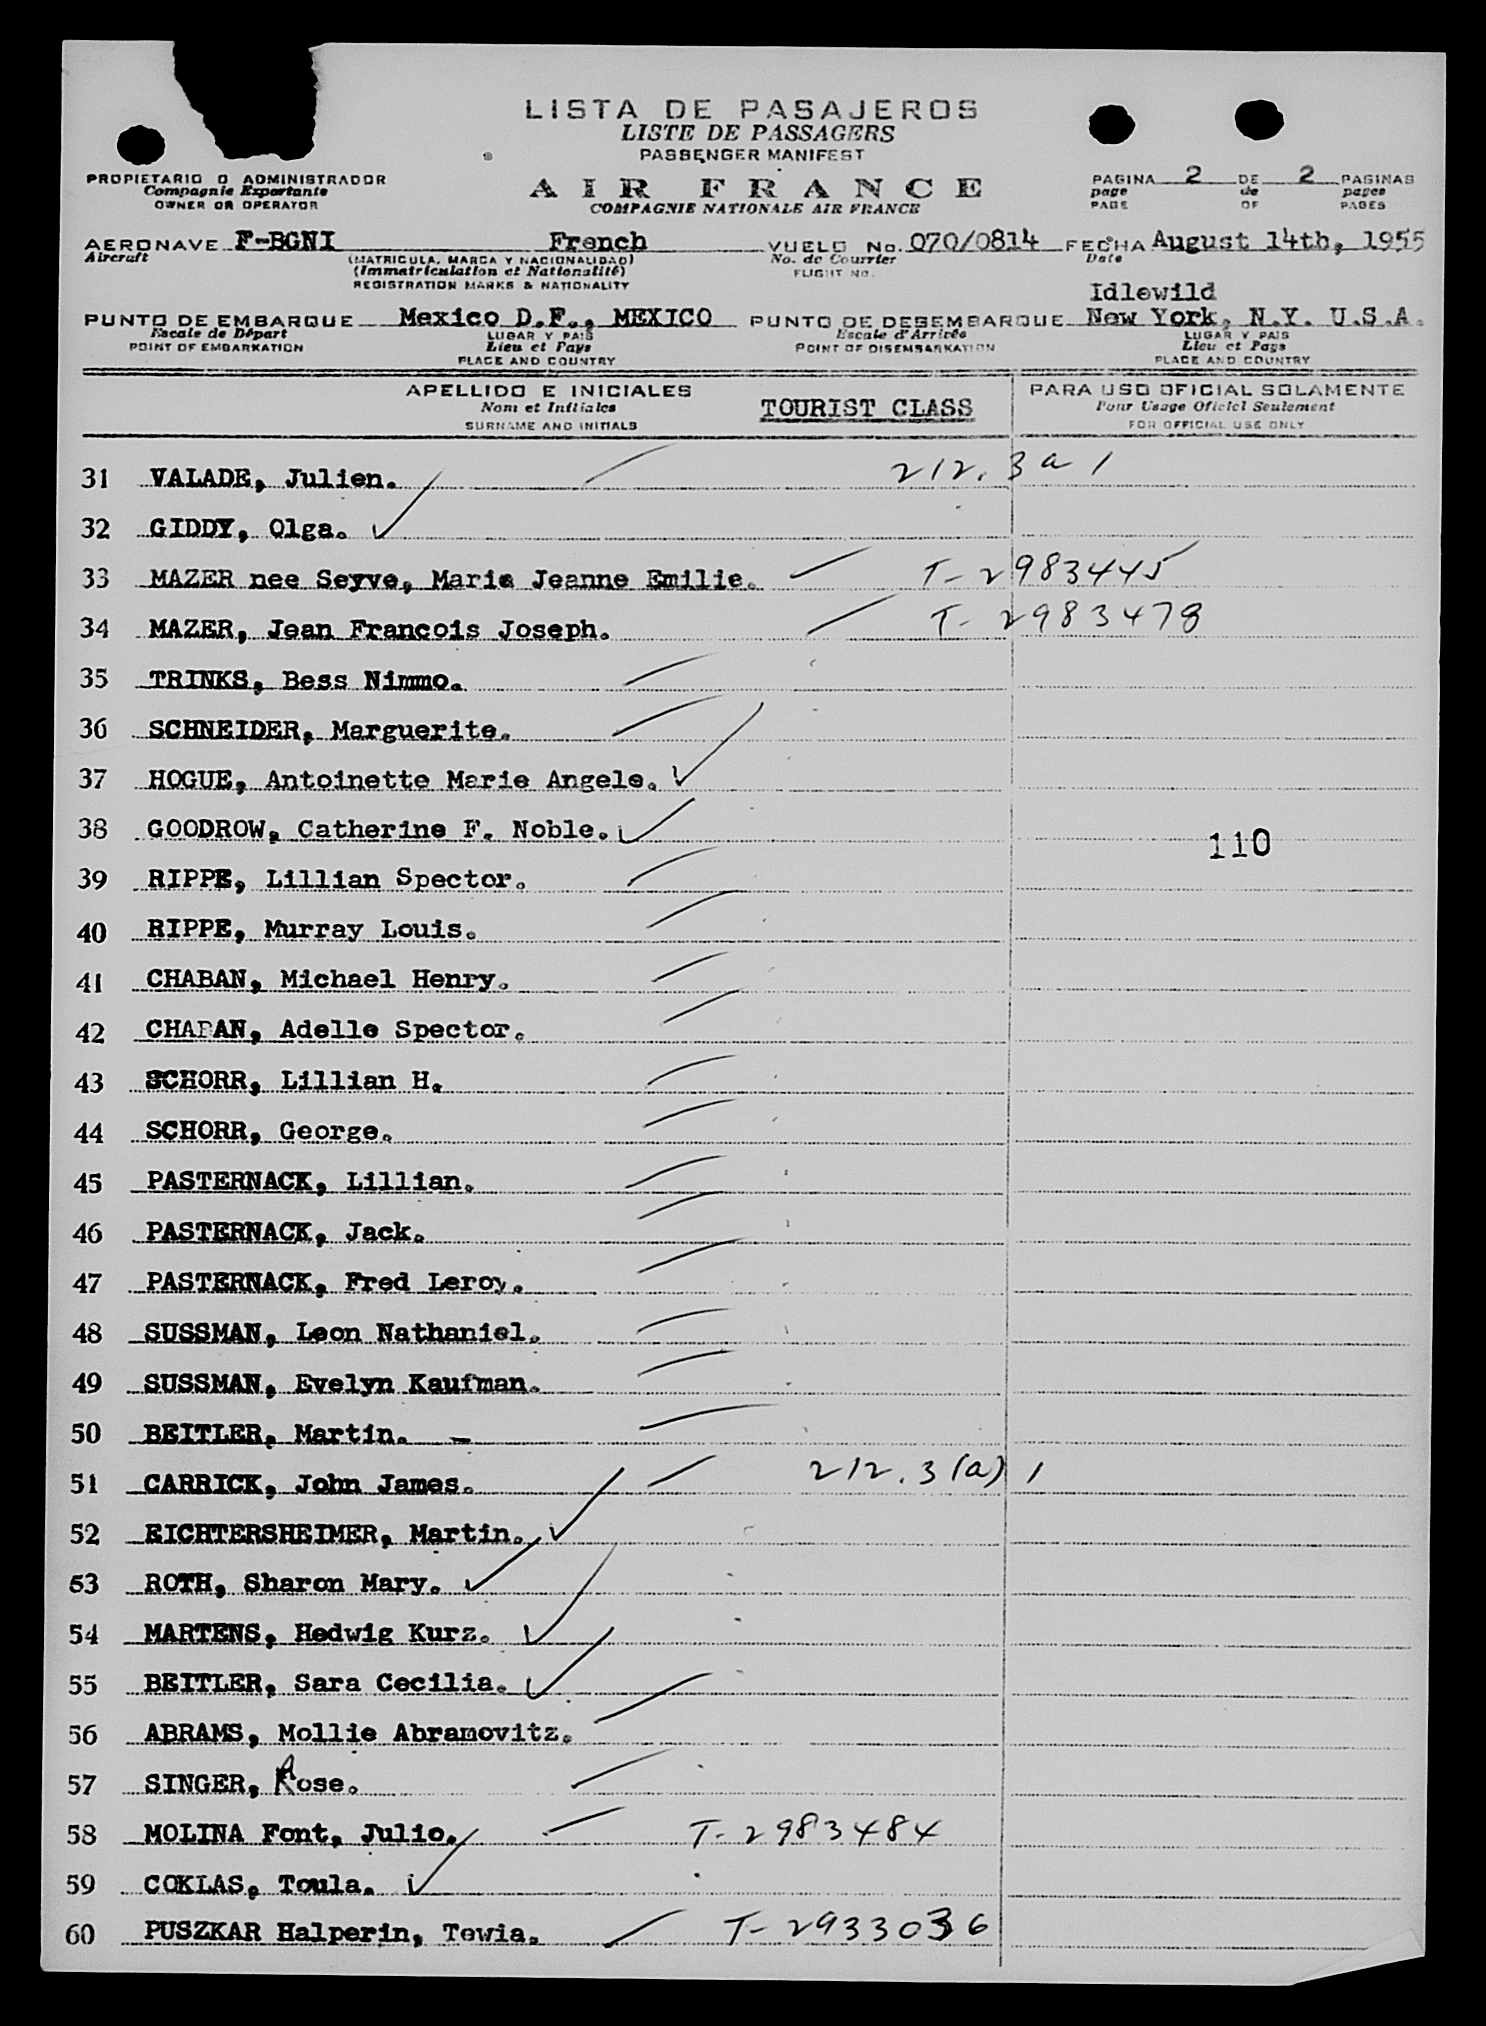 LISTA DE PASAJEROS
LISTE DE PASSAGERS
PASSENGER MANIFEST
AIR FRANCE
COMPAGNIE NATIONALE AIR FRANCE
PROPIETARIO O ADMINISTRADOR
Compagnie Exportante
OWNER OR OPERATOR
PAGINA 2 DE 2 PAGINAS
page de pages
PAGE OF PAGES
AERONAVE F-BGNI French VUELO No. 070/0814 FECHA August 14th, 1955
Aircraft (MATRICULA, MARCA Y NACIONALIDAD) No. de Courrier Date
(Immatriculation et Nationalité) FLIGHT NO.
REGISTRATION MARKS & NATIONALITY
Idlewild
PUNTO DE EMBARQUE Mexico D.F., MEXICO PUNTO DE DESEMBARQUE New York, N.Y. U.S.A.
Escale de Départ LUGAR Y PAIS Escale d'Arrivée LUGAR Y PAIS
POINT OF EMBARKATION Lieu et Pays POINT OF DISEMBARKATION Lieu et Pays
PLACE AND COUNTRY PLACE AND COUNTRY
APELLIDO E INICIALES TOURIST CLASS PARA USO OFICIAL SOLAMENTE
Nom et Initiales Pour Usage Oficiel Seulement
SURNAME AND INITIALS FOR OFFICIAL USE ONLY
31 VALADE, Julien. 212.3 a 1
32 GIDDY, Olga.
33 MAZER nee Seyve, Marie Jeanne Emilie. T-2983445
34 MAZER, Jean Francois Joseph. T-2983478
35 TRINKS, Bess Nimmo.
36 SCHNEIDER, Marguerite.
37 HOGUE, Antoinette Marie Angele.
38 GOODROW, Catherine F. Noble.
110
39 RIPPE, Lillian Spector.
40 RIPPE, Murray Louis.
41 CHABAN, Michael Henry.
42 CHABAN, Adelle Spector.
43 SCHORR, Lillian H.
44 SCHORR, George.
45 PASTERNACK, Lillian.
46 PASTERNACK, Jack.
47 PASTERNACK, Fred Leroy.
48 SUSSMAN, Leon Nathaniel.
49 SUSSMAN, Evelyn Kaufman.
50 BEITLER, Martin. -
51 CARRICK, John James. 212.3(a) 1
52 RICHTERSHEIMER, Martin.
53 ROTH, Sharon Mary.
54 MARTENS, Hedwig Kurz.
55 BEITLER, Sara Cecilia.
56 ABRAMS, Mollie Abramovitz.
57 SINGER, Rose.
58 MOLINA Font, Julio. T-2983484
59 COKLAS, Toula.
60 PUSZKAR Halperin, Tewia. T-2933036